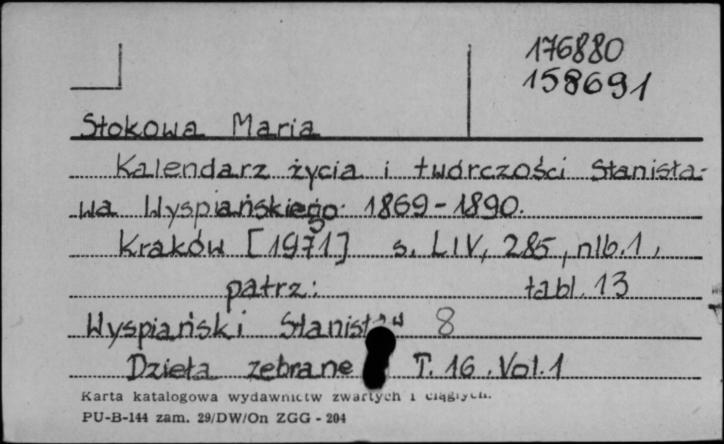 176880
158691
Stokowa Maria
Kalendarz życia i twórczości Stanisła-
wa Wyspiańskiego 1869-1890.
Kraków [1971] s. LIV, 285, nlb. 1,
patrz: tabl. 13
Wyspiański Stanisław 8
Dzieła zebrane T. 16. Vol. 1
Karta katalogowa wydawnictw zwartych i ciągłych.
PU-B-144 zam. 29/DW/On ZGG - 204